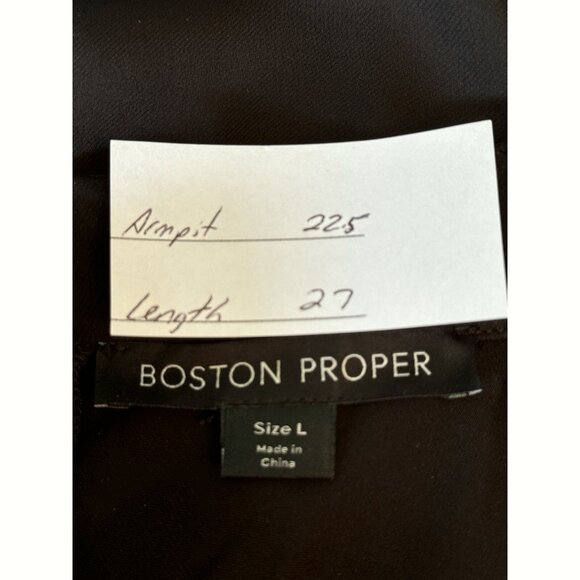 Armpit 22.5
Length 27
BOSTON PROPER
Size L
Made in
China